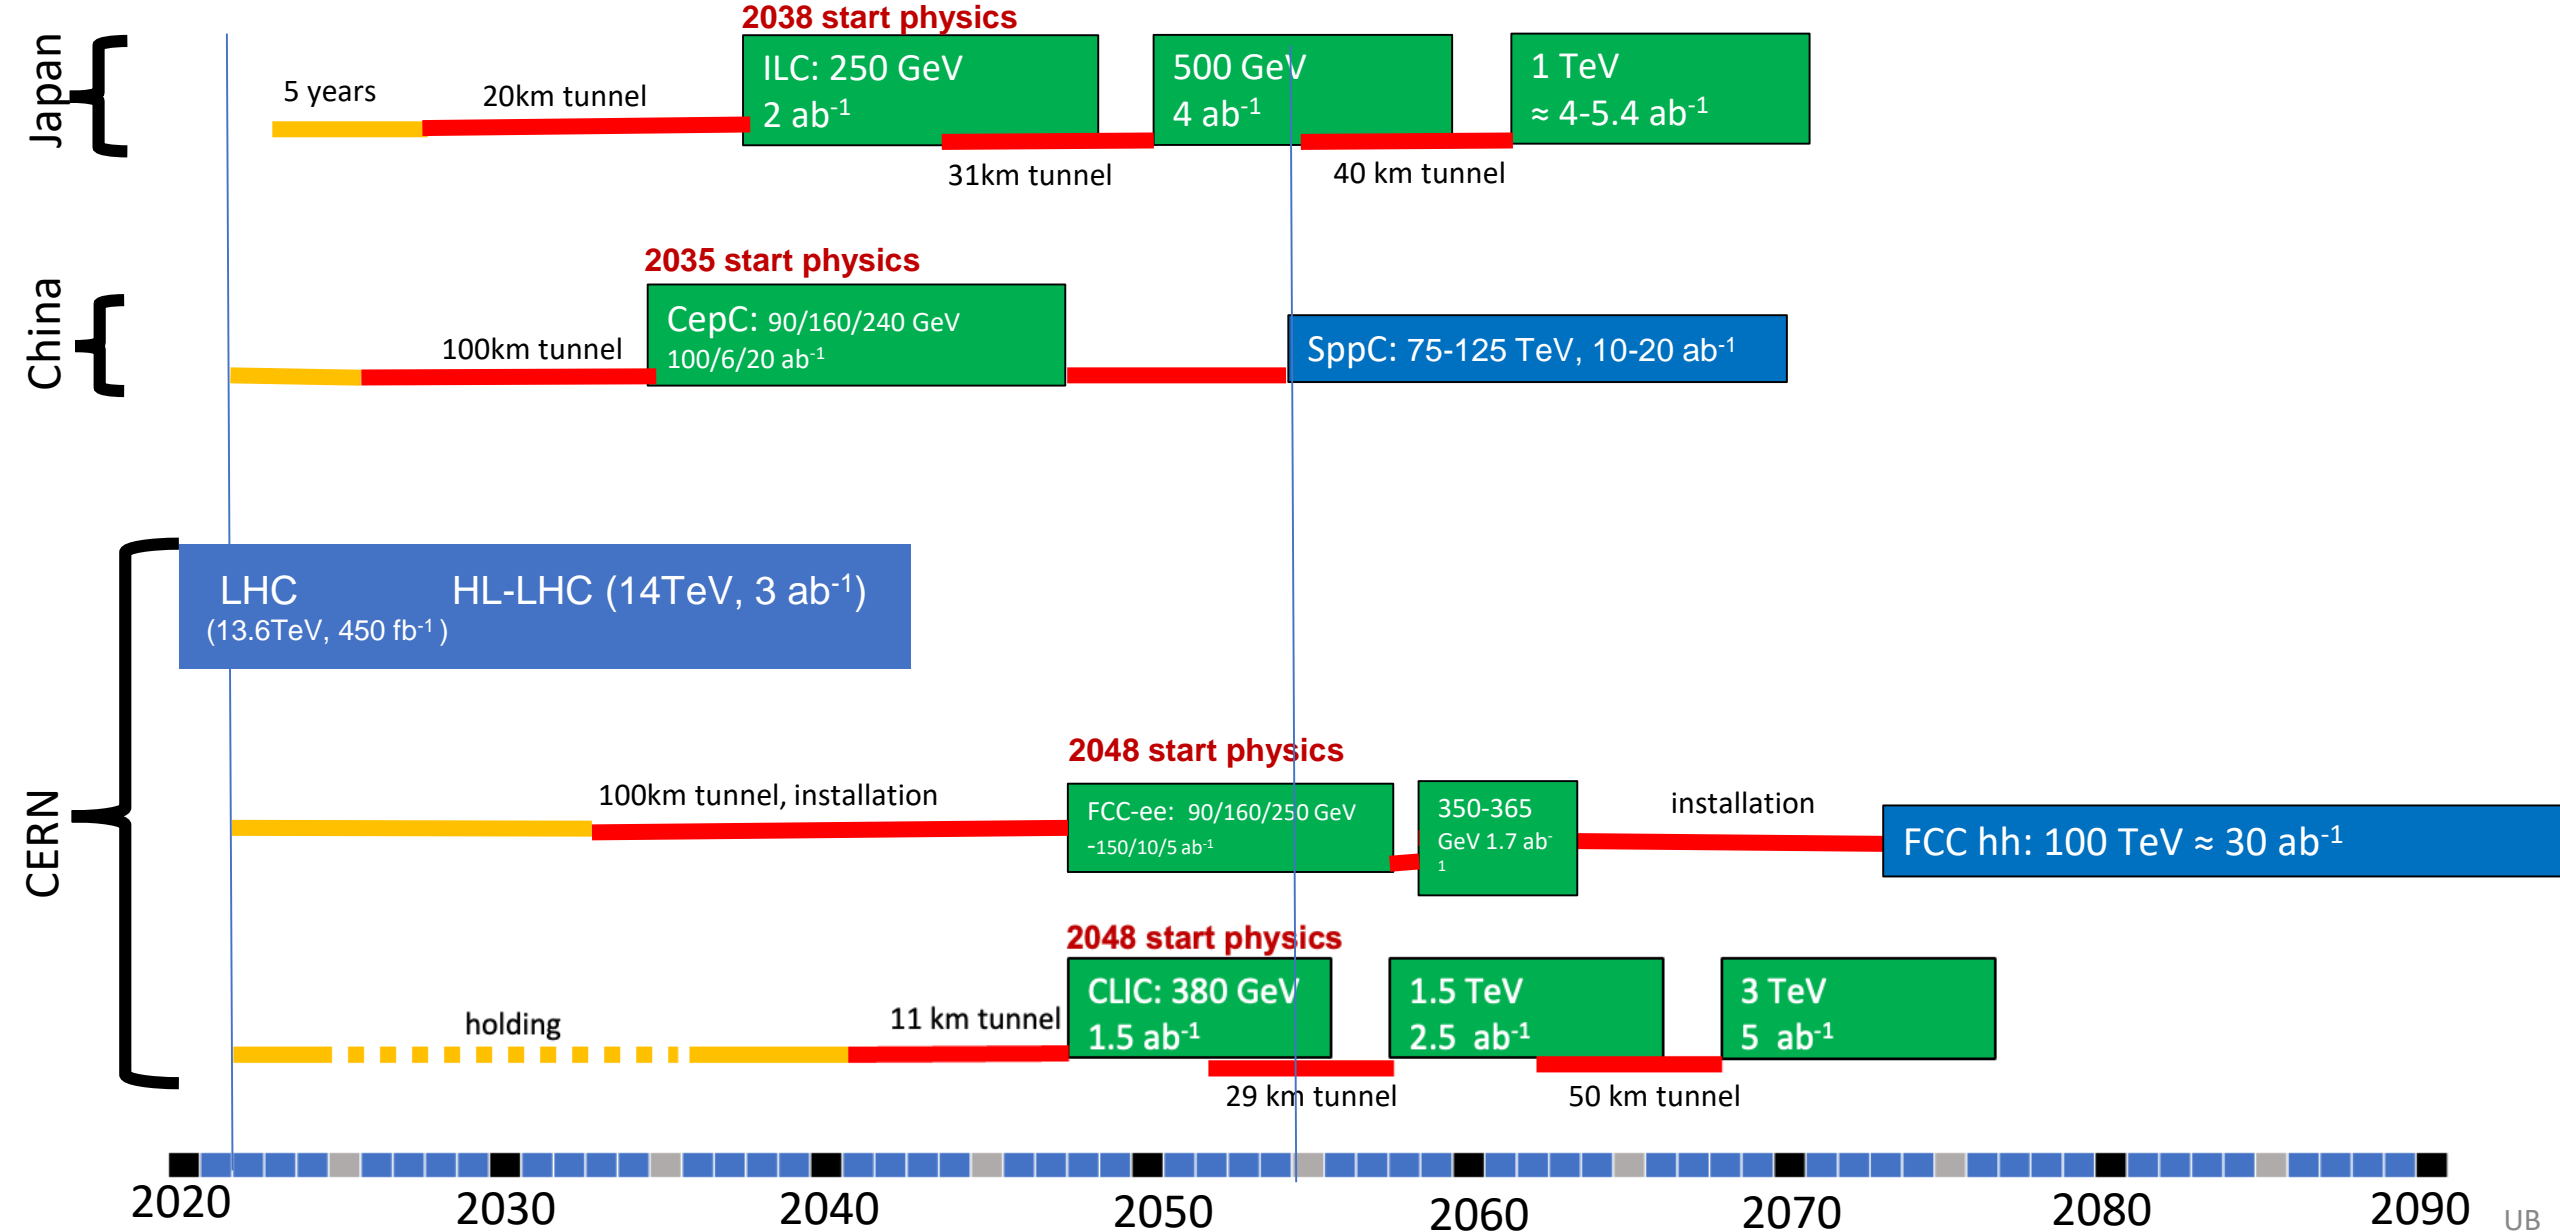 Japan
2038 start physics
5 years
20km tunnel
ILC: 250 GeV
2 ab-1
31km tunnel
500 GeV
4 ab-1
40 km tunnel
1 TeV
≈ 4-5.4 ab-1
China
2035 start physics
100km tunnel
CepC: 90/160/240 GeV
100/6/20 ab-1
SppC: 75-125 TeV, 10-20 ab-1
CERN
LHC HL-LHC (14TeV, 3 ab-1)
(13.6TeV, 450 fb-1 )
2048 start physics
100km tunnel, installation
FCC-ee: 90/160/250 GeV
-150/10/5 ab-1
350-365
GeV 1.7 ab-
1
installation
FCC hh: 100 TeV ≈ 30 ab-1
2048 start physics
holding
11 km tunnel
CLIC: 380 GeV
1.5 ab-1
29 km tunnel
1.5 TeV
2.5 ab-1
50 km tunnel
3 TeV
5 ab-1
2020 2030 2040 2050 2060 2070 2080 2090
UB